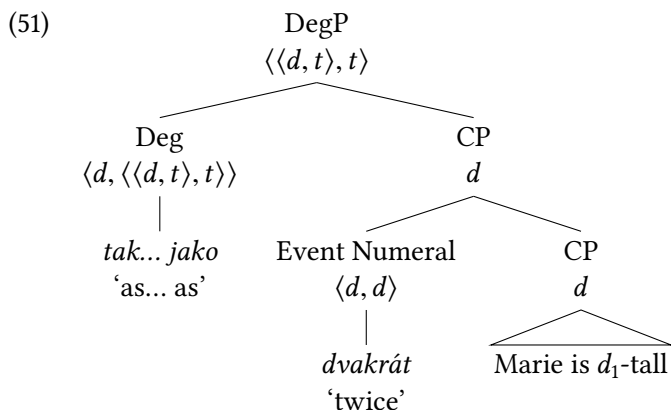 (51) DegP
⟨⟨d, t⟩, t⟩
Deg CP
⟨d, ⟨⟨d, t⟩, t⟩⟩ d
tak... jako Event Numeral CP
‘as... as’ ⟨d, d⟩ d
dvakrát Marie is d₁-tall
‘twice’